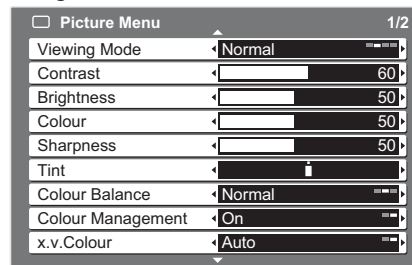 Picture Menu 1/2
Viewing Mode Normal
Contrast 60
Brightness 50
Colour 50
Sharpness 50
Tint
Colour Balance Normal
Colour Management On
x.v.Colour Auto